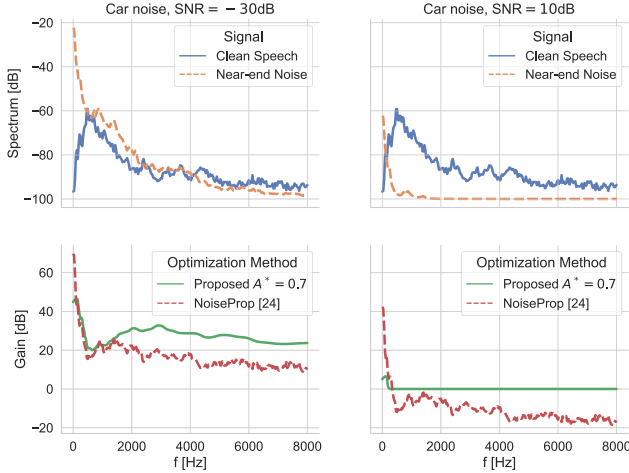 Car noise, SNR = − 30dB
Car noise, SNR = 10dB
Spectrum [dB]
−20
−40
−60
−80
−100
Signal
Clean Speech
Near-end Noise
Signal
Clean Speech
Near-end Noise
Gain [dB]
60
40
20
0
−20
Optimization Method
Proposed A* = 0.7
NoiseProp [24]
Optimization Method
Proposed A* = 0.7
NoiseProp [24]
0 2000 4000 6000 8000
0 2000 4000 6000 8000
f [Hz]
f [Hz]